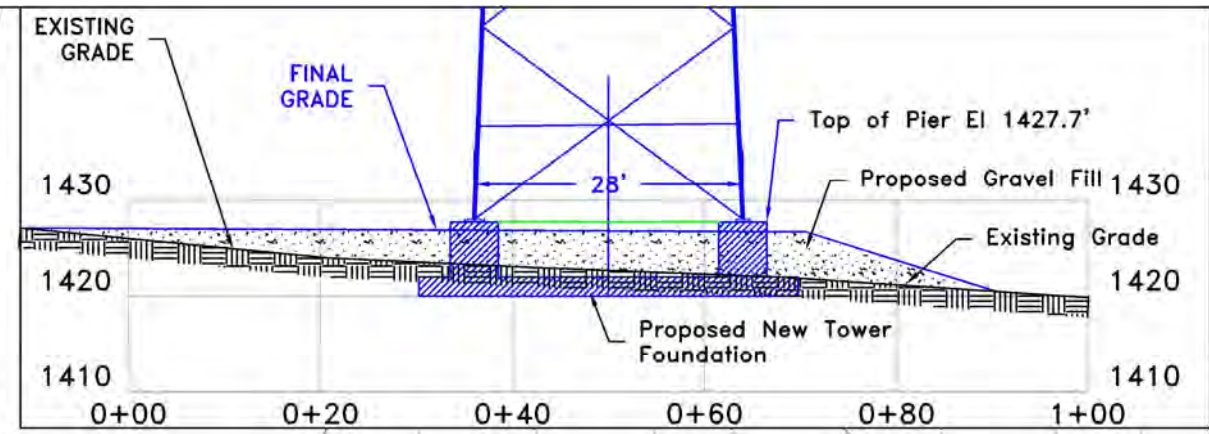 EXISTING
GRADE
FINAL
GRADE
Top of Pier El 1427.7'
28'
1430
Proposed Gravel Fill
1430
Existing Grade
1420
1420
Proposed New Tower
Foundation
1410
1410
0+00
0+20
0+40
0+60
0+80
1+00